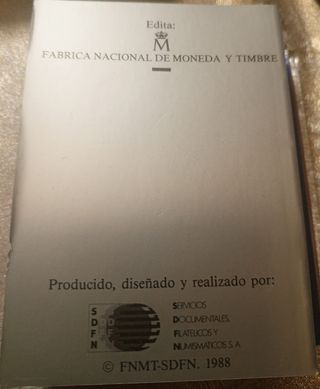 Edita:
M
FABRICA NACIONAL DE MONEDA Y TIMBRE
Producido, diseñado y realizado por:
S
D
F
N
SERVICIOS
DOCUMENTALES,
FILATELICOS Y
NUMISMATICOS S. A.
© FNMT-SDFN. 1988